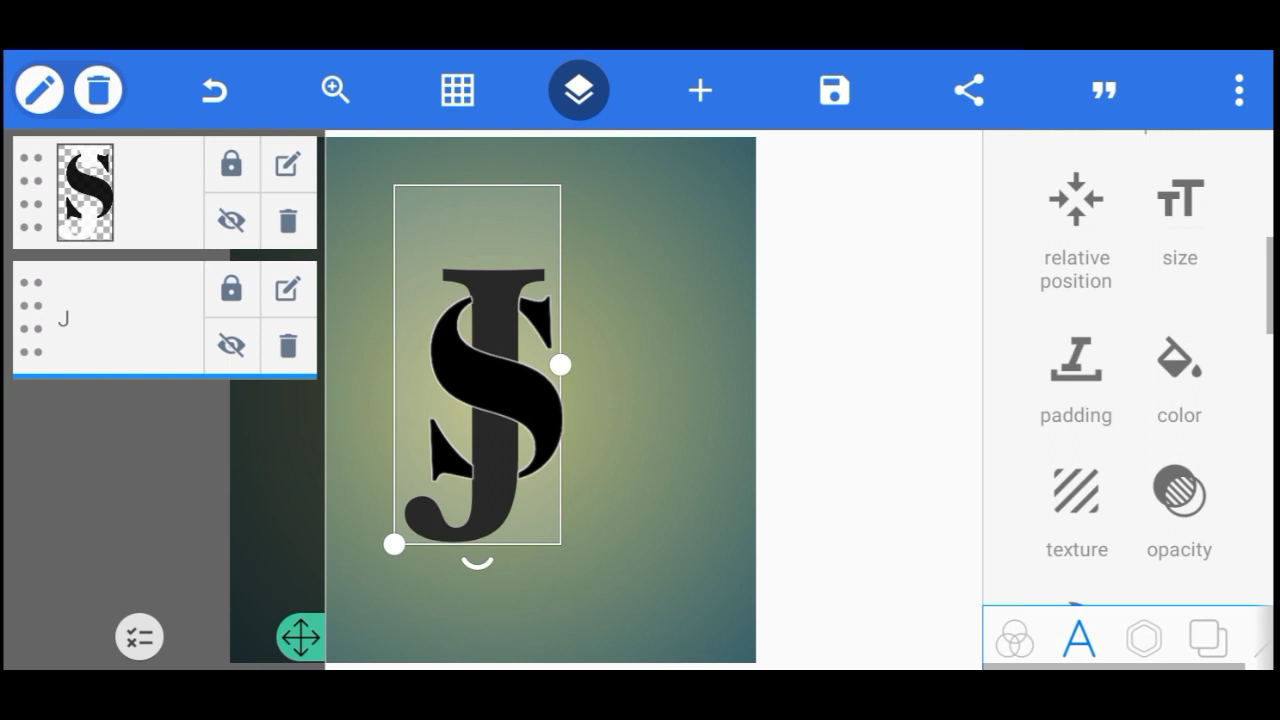 S
J
S
J
relative position
size
padding
color
texture
opacity
A